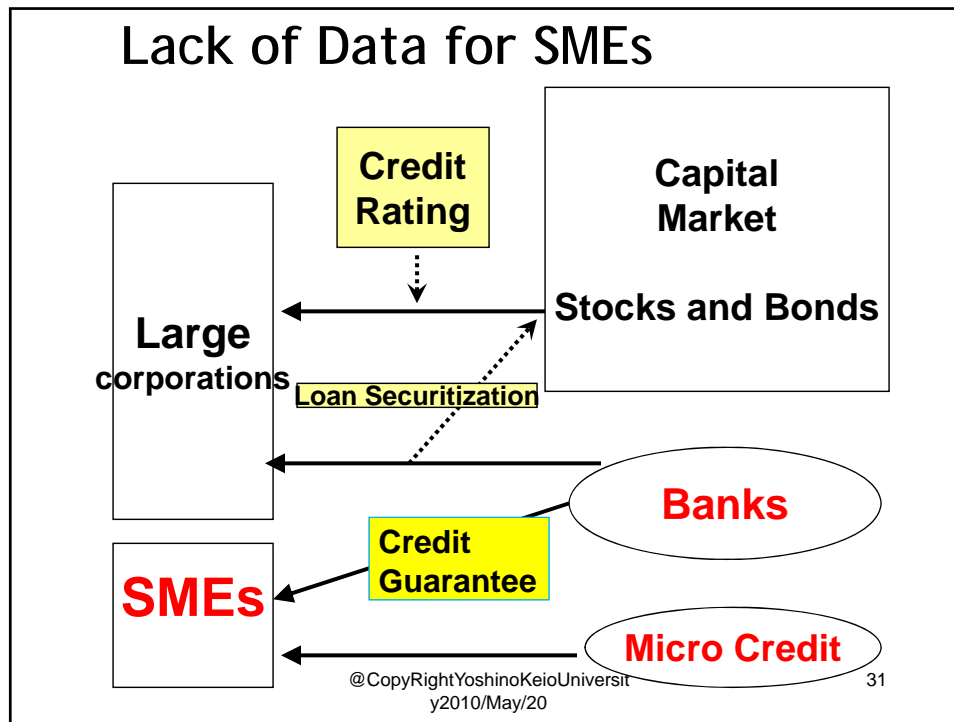 Lack of Data for SMEs
Credit
Rating
Capital
Market
Stocks and Bonds
Large
corporations
Loan Securitization
Banks
Credit
Guarantee
SMEs
Micro Credit
@CopyRightYoshinoKeioUniversit
y2010/May/20
31